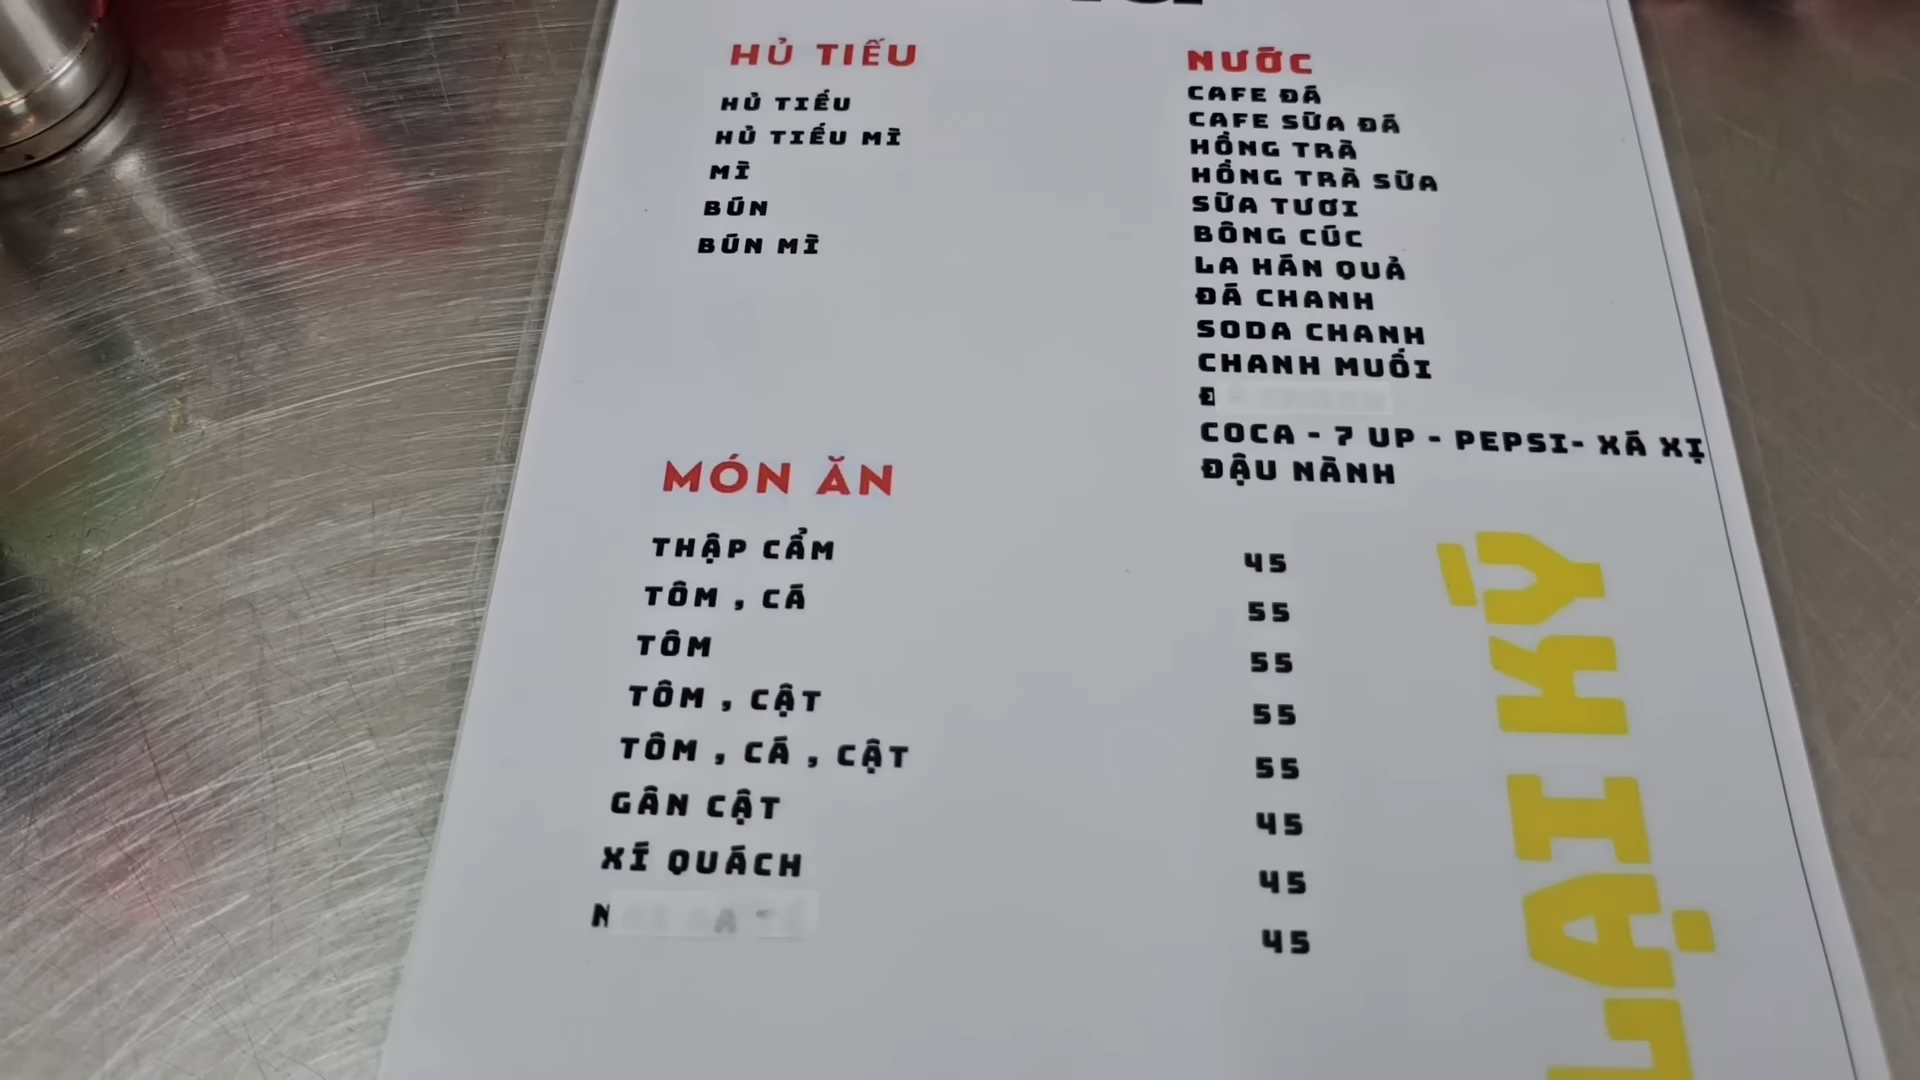 HỦ TIẾU
HỦ TIẾU
HỦ TIẾU MÌ
MÌ
BÚN
BÚN MÌ
NƯỚC
CAFE ĐÁ
CAFE SỮA ĐÁ
HỒNG TRÀ
HỒNG TRÀ SỮA
SỮA TƯƠI
BÔNG CÚC
LA HÁN QUẢ
ĐÁ CHANH
SODA CHANH
CHANH MUỐI
COCA - 7 UP - PEPSI- XÁ XỊ
ĐẬU NÀNH
MÓN ĂN
THẬP CẨM 45
TÔM , CÁ 55
TÔM 55
TÔM , CẬT 55
TÔM , CÁ , CẬT 55
GÂN CẬT 45
XÍ QUÁCH 45
45
LẠI KÝ